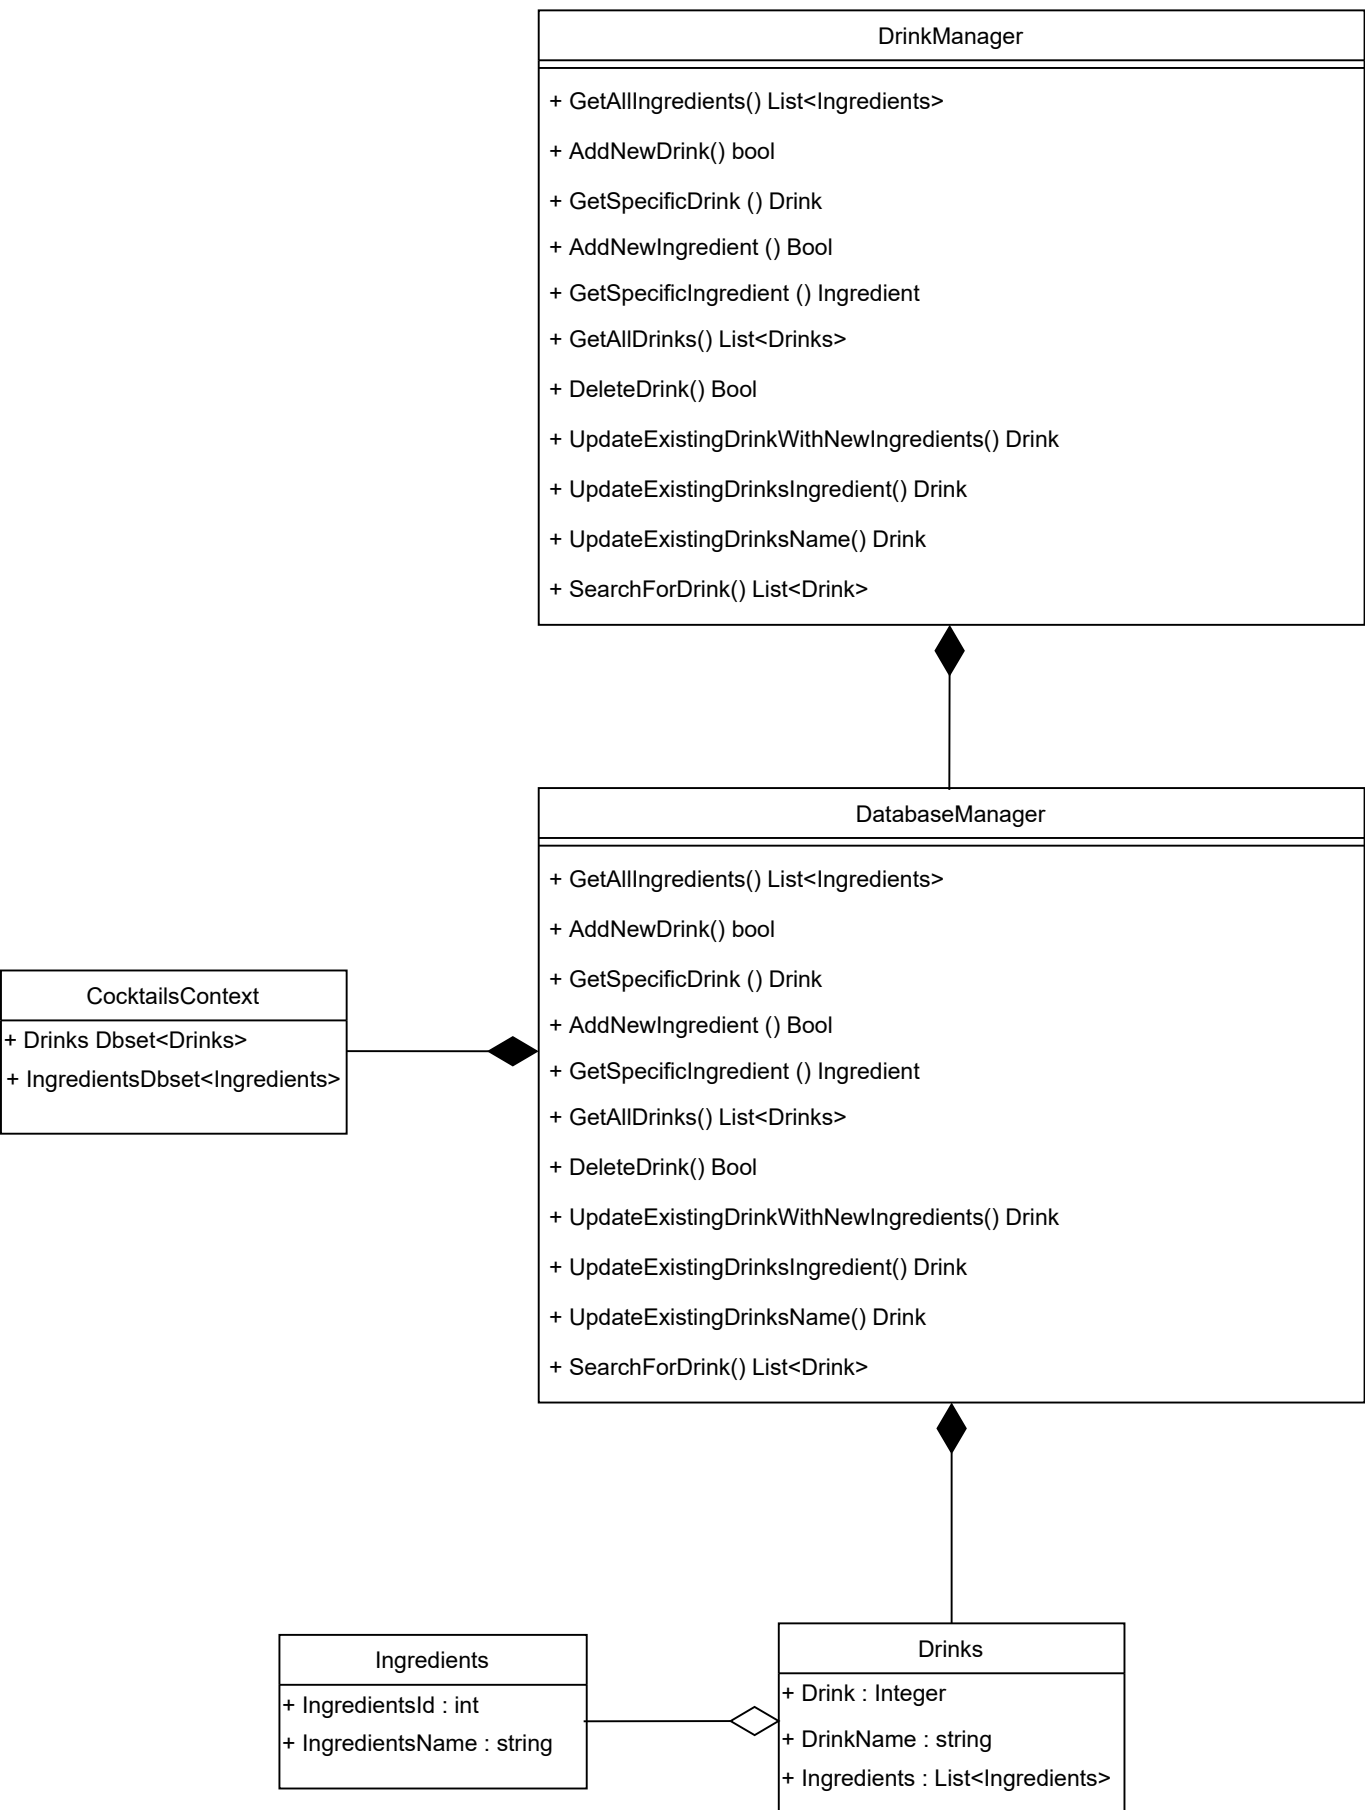 DrinkManager
+ GetAllIngredients() List<Ingredients>
+ AddNewDrink() bool
+ GetSpecificDrink () Drink
+ AddNewIngredient () Bool
+ GetSpecificIngredient () Ingredient
+ GetAllDrinks() List<Drinks>
+ DeleteDrink() Bool
+ UpdateExistingDrinkWithNewIngredients() Drink
+ UpdateExistingDrinksIngredient() Drink
+ UpdateExistingDrinksName() Drink
+ SearchForDrink() List<Drink>
DatabaseManager
+ GetAllIngredients() List<Ingredients>
+ AddNewDrink() bool
+ GetSpecificDrink () Drink
+ AddNewIngredient () Bool
+ GetSpecificIngredient () Ingredient
+ GetAllDrinks() List<Drinks>
+ DeleteDrink() Bool
+ UpdateExistingDrinkWithNewIngredients() Drink
+ UpdateExistingDrinksIngredient() Drink
+ UpdateExistingDrinksName() Drink
+ SearchForDrink() List<Drink>
CocktailsContext
+ Drinks Dbset<Drinks>
+ IngredientsDbset<Ingredients>
Ingredients
+ IngredientsId : int
+ IngredientsName : string
Drinks
+ Drink : Integer
+ DrinkName : string
+ Ingredients : List<Ingredients>